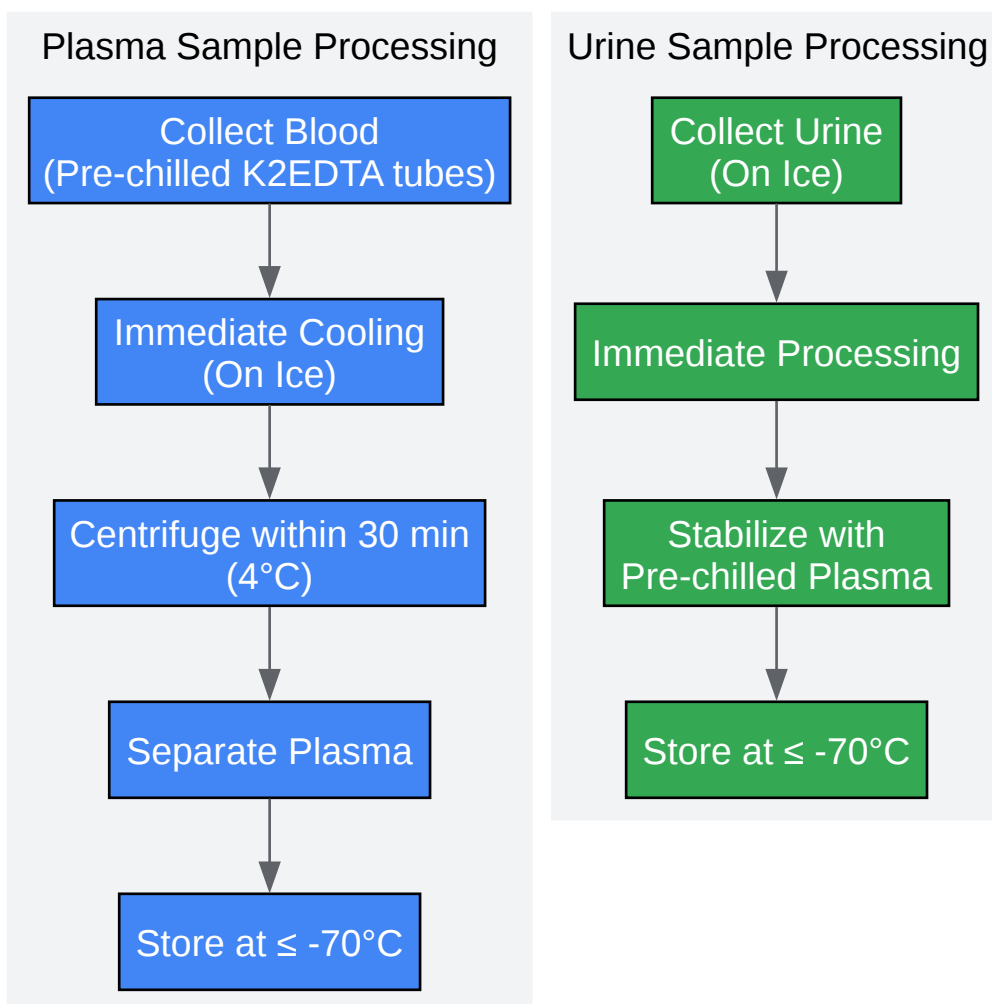 Plasma Sample Processing
Collect Blood
(Pre-chilled K2EDTA tubes)
Immediate Cooling
(On Ice)
Centrifuge within 30 min
(4°C)
Separate Plasma
Store at ≤ -70°C
Urine Sample Processing
Collect Urine
(On Ice)
Immediate Processing
Stabilize with
Pre-chilled Plasma
Store at ≤ -70°C